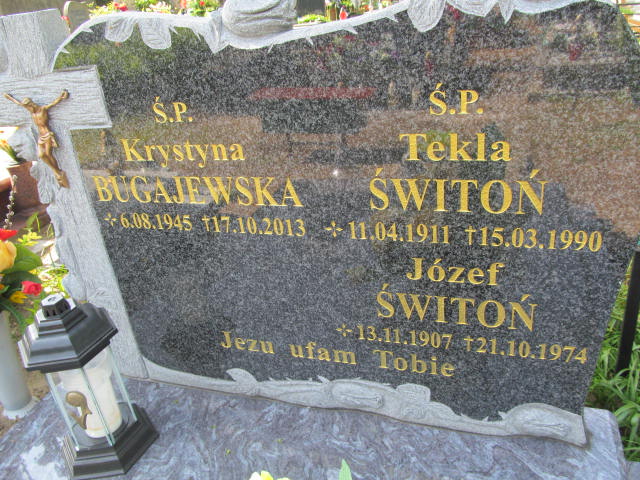 Ś.P.
Krystyna
BUGAJEWSKA
✢ 6.08.1945 †17.10.2013
Ś.P.
Tekla
ŚWITOŃ
✢ 11.04.1911 †15.03.1990
Józef
ŚWITOŃ
✢ 13.11.1907 †21.10.1974
Jezu ufam Tobie